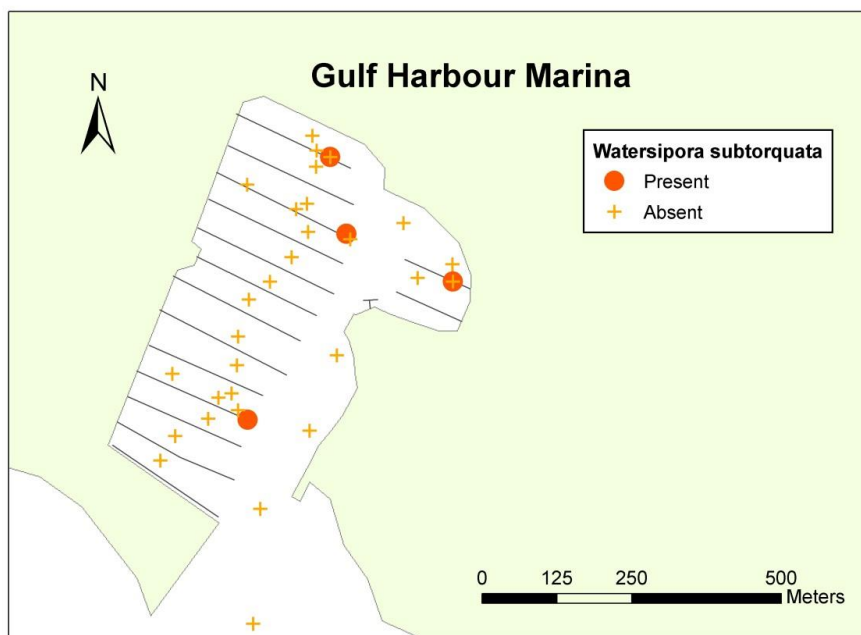 Gulf Harbour Marina
N
Watersipora subtorquata
Present
Absent
0 125 250 500
Meters